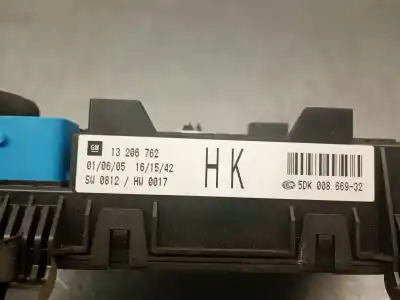 GM 13 206 762
01/06/05 16/15/42
SW 0812 / HW 0017
HK
5DK 008 669-32